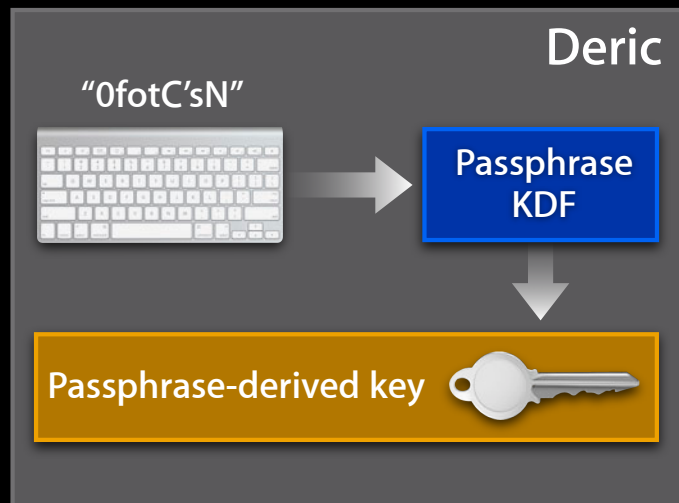 Deric
“0fotC’sN”
Passphrase
KDF
Passphrase-derived key